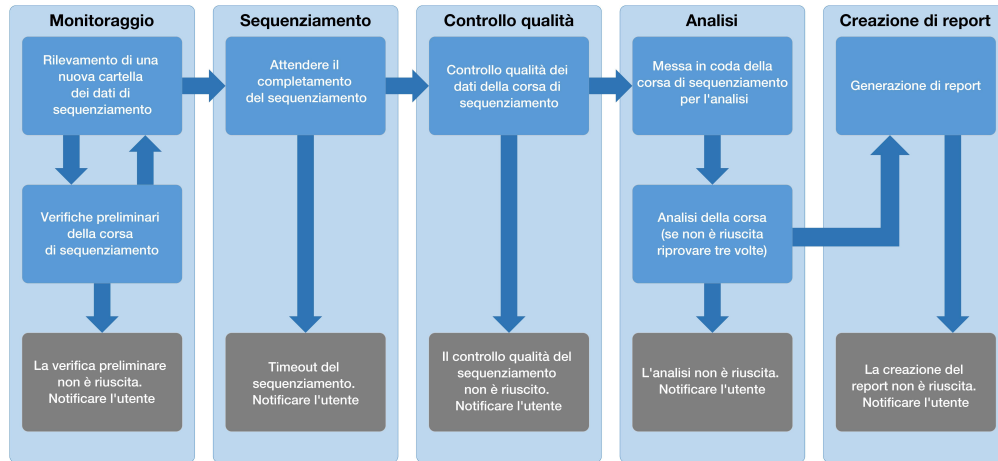 Monitoraggio
Rilevamento di una
nuova cartella
dei dati di
sequenziamento
Verifiche preliminari
della corsa
di sequenziamento
La verifica preliminare
non è riuscita.
Notificare l'utente
Sequenziamento
Attendere il
completamento
del sequenziamento
Timeout del
sequenziamento.
Notificare l'utente
Controllo qualità
Controllo qualità dei
dati della corsa di
sequenziamento
Il controllo qualità del
sequenziamento
non è riuscito.
Notificare l'utente
Analisi
Messa in coda della
corsa di sequenziamento
per l'analisi
Analisi della corsa
(se non è riuscita
riprovare tre volte)
L'analisi non è riuscita.
Notificare l'utente
Creazione di report
Generazione di report
La creazione del
report non è riuscita.
Notificare l'utente